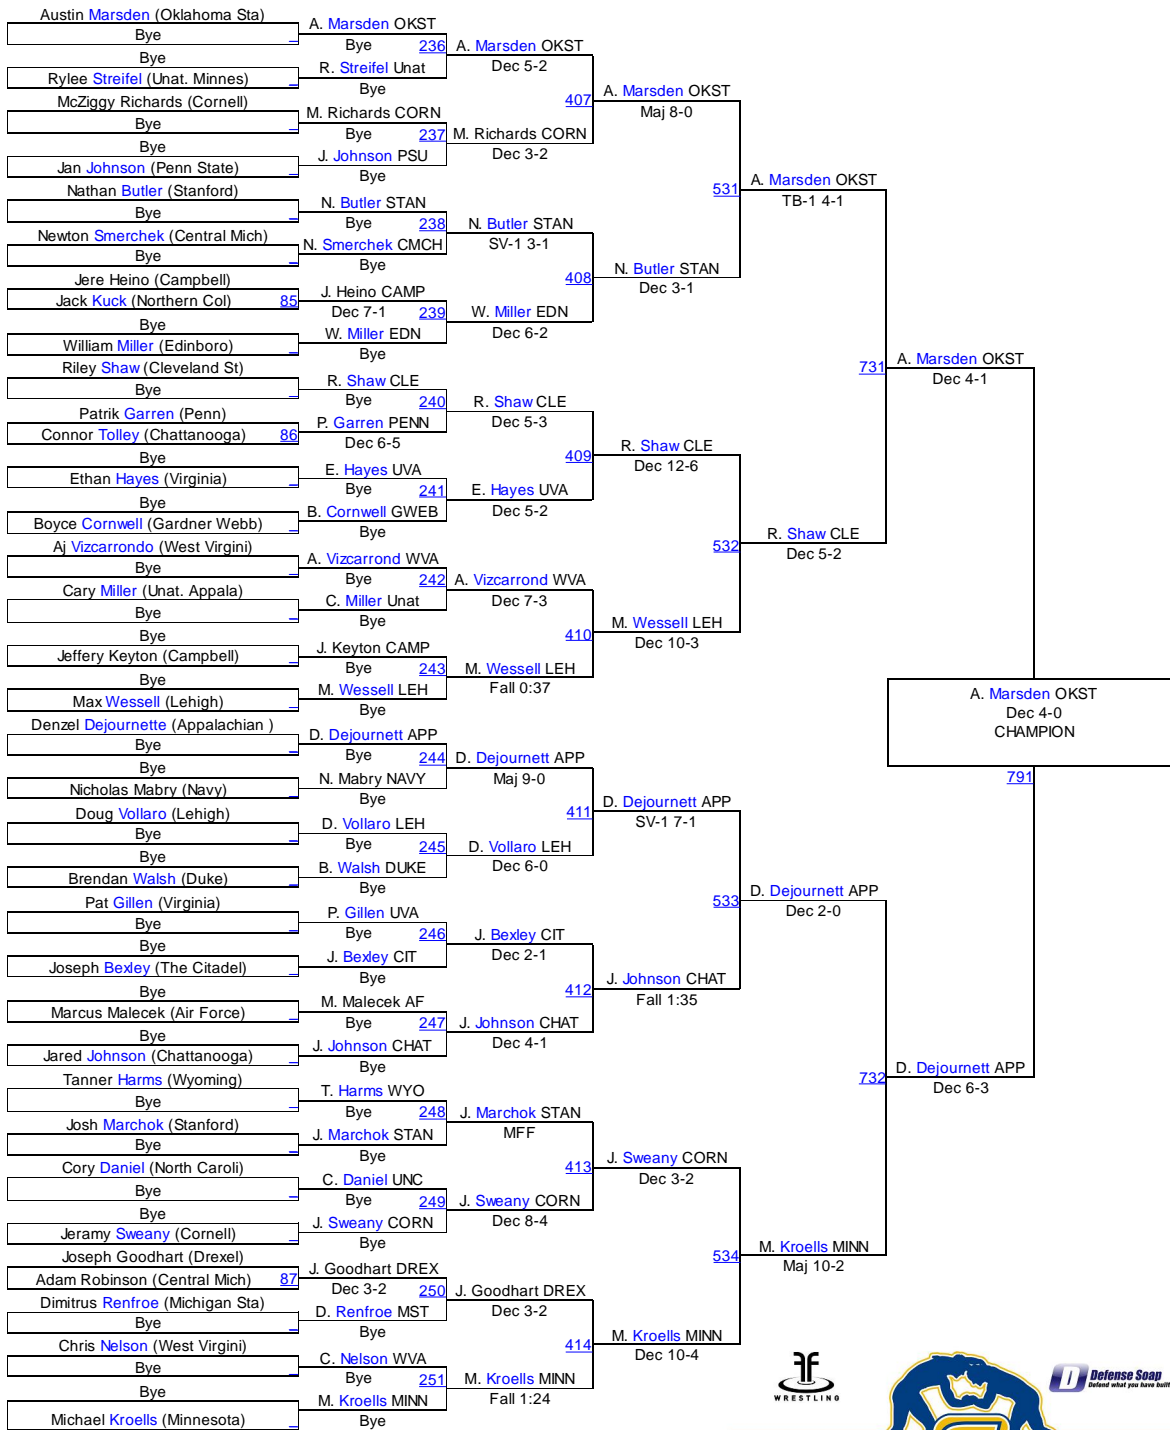 Austin Marsden (Oklahoma Sta)
Bye
Bye
Rylee Streifel (Unat. Minnes)
McZiggy Richards (Cornell)
Bye
Bye
Jan Johnson (Penn State)
Nathan Butler (Stanford)
Bye
Newton Smerchek (Central Mich)
Bye
Jere Heino (Campbell)
Jack Kuck (Northern Col) 85
Bye
William Miller (Edinboro)
Riley Shaw (Cleveland St)
Bye
Patrik Garren (Penn)
Connor Tolley (Chattanooga) 86
Bye
Ethan Hayes (Virginia)
Bye
Boyce Cornwell (Gardner Webb)
Aj Vizcarrondo (West Virgini)
Bye
Cary Miller (Unat. Appala)
Bye
Bye
Jeffery Keyton (Campbell)
Bye
Max Wessell (Lehigh)
Denzel Dejournette (Appalachian )
Bye
Bye
Nicholas Mabry (Navy)
Doug Vollaro (Lehigh)
Bye
Bye
Brendan Walsh (Duke)
Pat Gillen (Virginia)
Bye
Bye
Joseph Bexley (The Citadel)
Bye
Marcus Malecek (Air Force)
Bye
Jared Johnson (Chattanooga)
Tanner Harms (Wyoming)
Bye
Josh Marchok (Stanford)
Bye
Cory Daniel (North Caroli)
Bye
Bye
Jeramy Sweany (Cornell)
Joseph Goodhart (Drexel)
Adam Robinson (Central Mich) 87
Dimitrus Renfroe (Michigan Sta)
Bye
Chris Nelson (West Virgini)
Bye
Bye
Michael Kroells (Minnesota)
A. Marsden OKST
Bye 236
R. Streifel Unat
Bye
M. Richards CORN
Bye 237
J. Johnson PSU
Bye
N. Butler STAN
Bye 238
N. Smerchek CMCH
Bye
J. Heino CAMP
Dec 7-1 239
W. Miller EDN
Bye
R. Shaw CLE
Bye 240
P. Garren PENN
Dec 6-5
E. Hayes UVA
Bye 241
B. Cornwell GWEB
Bye
A. Vizcarrond WVA
Bye 242
C. Miller Unat
Bye
J. Keyton CAMP
Bye 243
M. Wessell LEH
Bye
D. Dejournett APP
Bye 244
N. Mabry NAVY
Bye
D. Vollaro LEH
Bye 245
B. Walsh DUKE
Bye
P. Gillen UVA
Bye 246
J. Bexley CIT
Bye
M. Malecek AF
Bye 247
J. Johnson CHAT
Bye
T. Harms WYO
Bye 248
J. Marchok STAN
Bye
C. Daniel UNC
Bye 249
J. Sweany CORN
Bye
J. Goodhart DREX
Dec 3-2 250
D. Renfroe MST
Bye
C. Nelson WVA
Bye 251
M. Kroells MINN
Bye
A. Marsden OKST
Dec 5-2
407
M. Richards CORN
Dec 3-2
N. Butler STAN
SV-1 3-1
408
W. Miller EDN
Dec 6-2
R. Shaw CLE
Dec 5-3
409
E. Hayes UVA
Dec 5-2
A. Vizcarrond WVA
Dec 7-3
410
M. Wessell LEH
Fall 0:37
D. Dejournett APP
Maj 9-0
411
D. Vollaro LEH
Dec 6-0
J. Bexley CIT
Dec 2-1
412
J. Johnson CHAT
Dec 4-1
J. Marchok STAN
MFF
413
J. Sweany CORN
Dec 8-4
J. Goodhart DREX
Dec 3-2
414
M. Kroells MINN
Fall 1:24
A. Marsden OKST
Maj 8-0
531
N. Butler STAN
Dec 3-1
R. Shaw CLE
Dec 12-6
532
M. Wessell LEH
Dec 10-3
D. Dejournett APP
SV-1 7-1
533
J. Johnson CHAT
Fall 1:35
J. Sweany CORN
Dec 3-2
534
M. Kroells MINN
Dec 10-4
A. Marsden OKST
TB-1 4-1
731
R. Shaw CLE
Dec 5-2
D. Dejournett APP
Dec 2-0
732
M. Kroells MINN
Maj 10-2
A. Marsden OKST
Dec 4-1
D. Dejournett APP
Dec 6-3
A. Marsden OKST
Dec 4-0
CHAMPION
791
WRESTLING
D Defense Soap
Defend what you have built